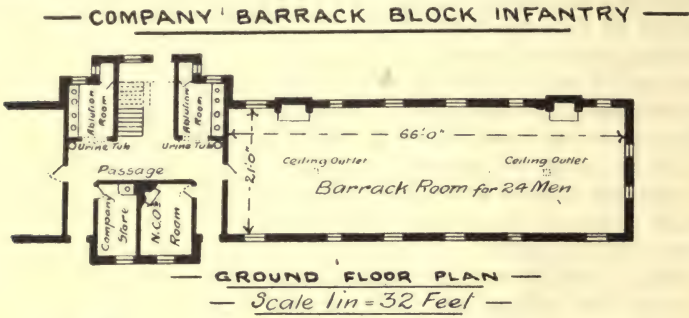 COMPANY BARRACK BLOCK INFANTRY
Ablution Room
Ablution Room
Urine Tub
Urine Tub
66'·0"
21'·0"
Passage
Ceiling Outlet
Ceiling Outlet
Barrack Room for 24 Men
Company Store
N.C.O's Room
GROUND FLOOR PLAN
Scale 1in = 32 Feet